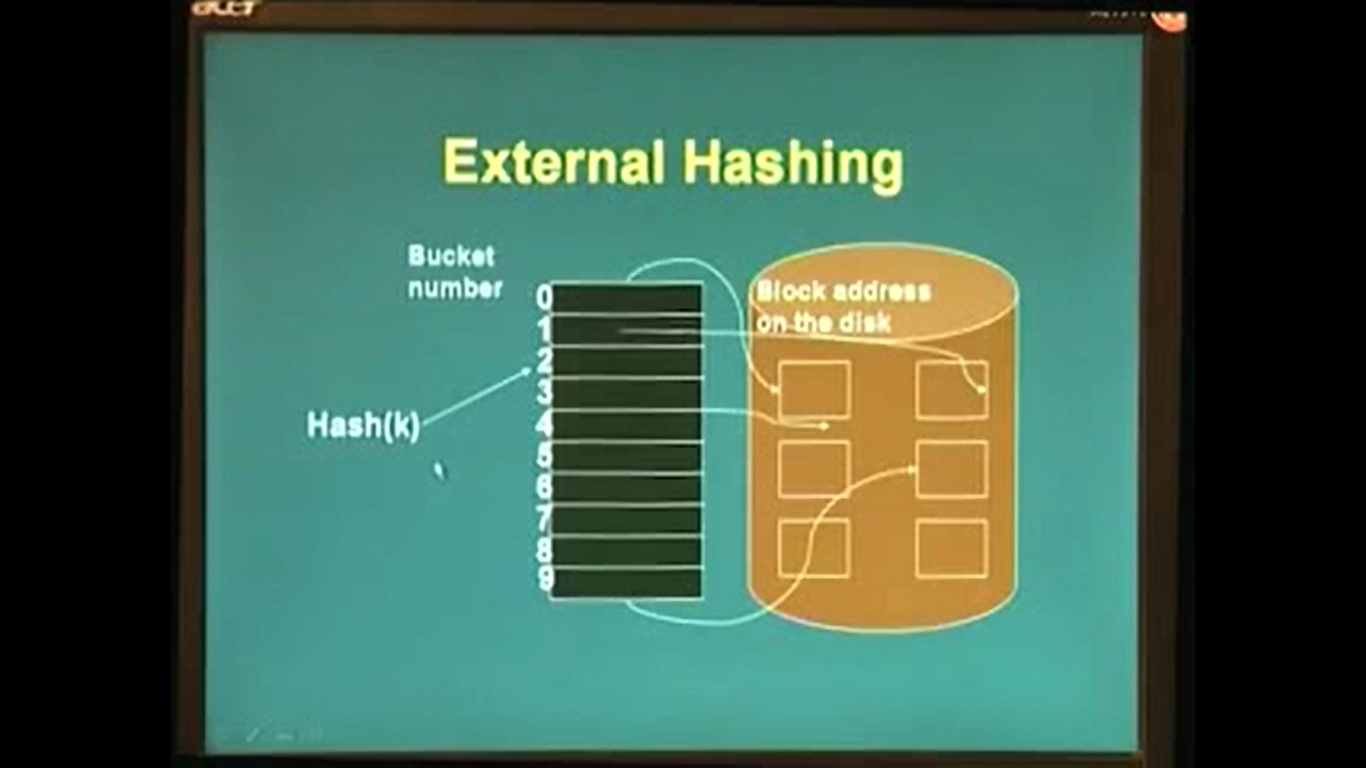 acer
External Hashing
Bucket
number
0
1
2
3
4
5
6
7
8
9
Hash(k)
Block address
on the disk